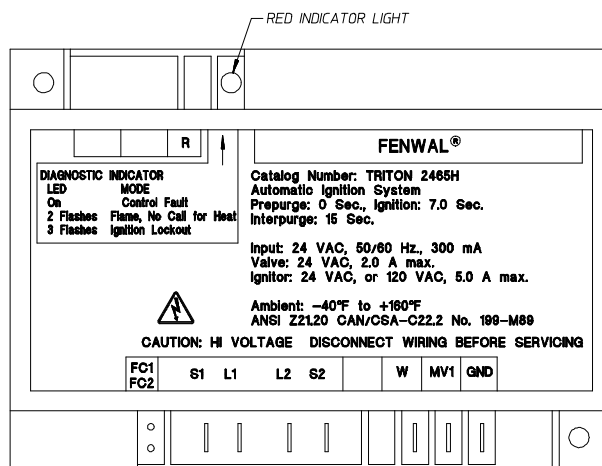 RED INDICATOR LIGHT
R
FENWAL®
DIAGNOSTIC INDICATOR
LED MODE
On Control Fault
2 Flashes Flame, No Call for Heat
3 Flashes Ignition Lockout
Catalog Number: TRITON 2465H
Automatic Ignition System
Prepurge: 0 Sec., Ignition: 7.0 Sec.
Interpurge: 15 Sec.
Input: 24 VAC, 50/60 Hz., 300 mA
Valve: 24 VAC, 2.0 A max.
Ignitor: 24 VAC, or 120 VAC, 5.0 A max.
Ambient: −40°F to +160°F
ANSI Z21.20 CAN/CSA-C22.2 No. 199-M89
CAUTION: HI VOLTAGE DISCONNECT WIRING BEFORE SERVICING
FC1
FC2
S1 L1 L2 S2 W MV1 GND